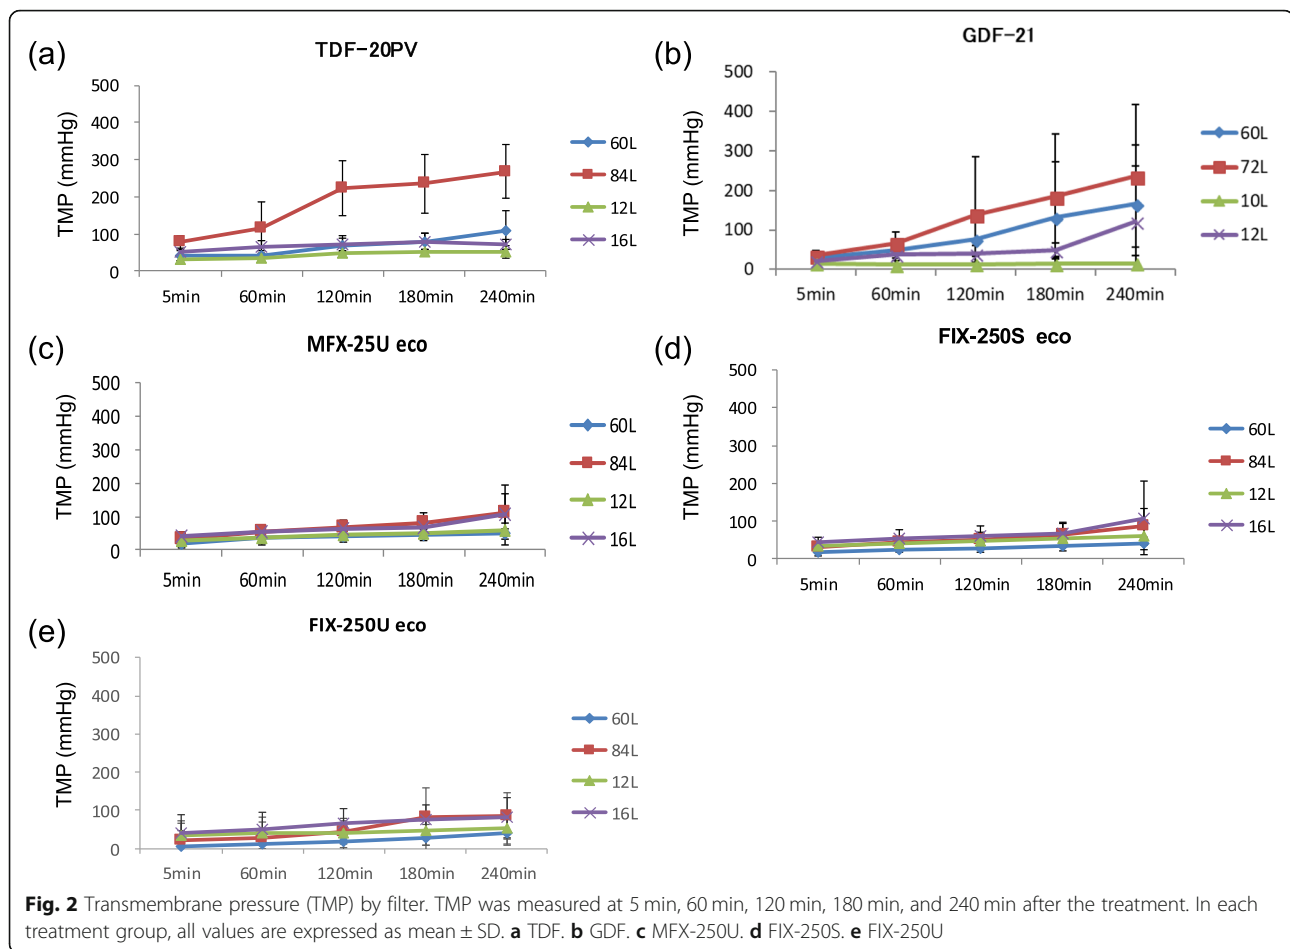 (a)
TDF-20PV
TMP (mmHg)
500
400
300
200
100
0
5min 60min 120min 180min 240min
60L
84L
12L
16L
(b)
GDF-21
TMP (mmHg)
500
400
300
200
100
0
5min 60min 120min 180min 240min
60L
72L
10L
12L
(c)
MFX-25U eco
TMP (mmHg)
500
400
300
200
100
0
5min 60min 120min 180min 240min
60L
84L
12L
16L
(d)
FIX-250S eco
TMP (mmHg)
500
400
300
200
100
0
5min 60min 120min 180min 240min
60L
84L
12L
16L
(e)
FIX-250U eco
TMP (mmHg)
500
400
300
200
100
0
5min 60min 120min 180min 240min
60L
84L
12L
16L
Fig. 2 Transmembrane pressure (TMP) by filter. TMP was measured at 5 min, 60 min, 120 min, 180 min, and 240 min after the treatment. In each
treatment group, all values are expressed as mean ± SD. a TDF. b GDF. c MFX-250U. d FIX-250S. e FIX-250U